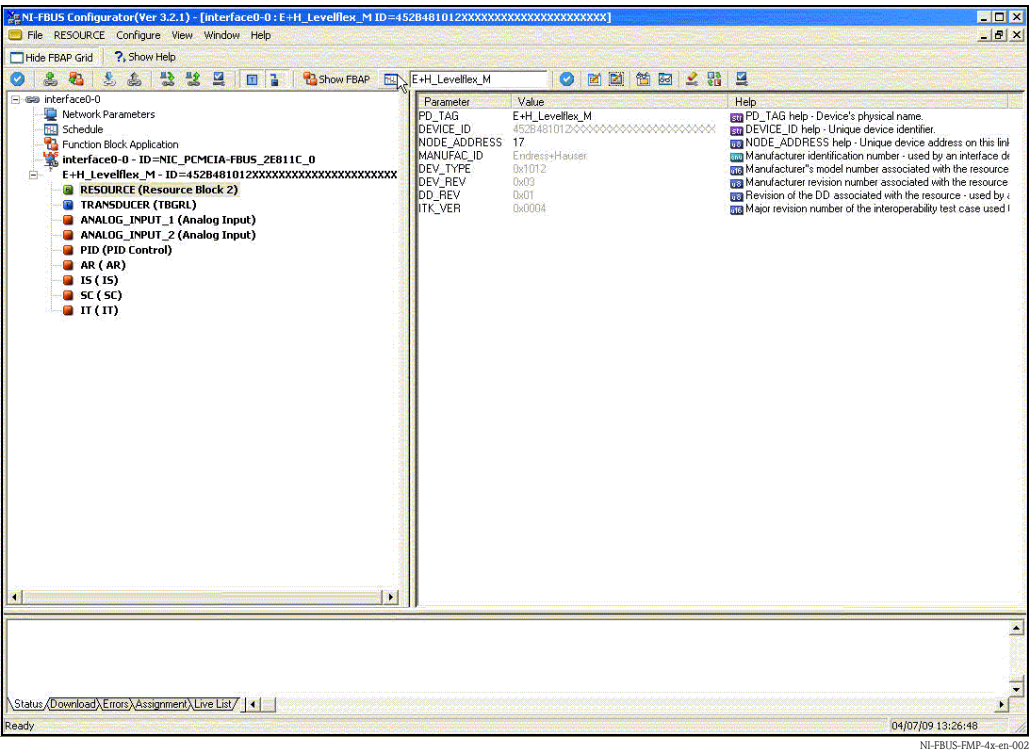 NI-FBUS Configurator(Ver 3.2.1) - [interface0-0 : E+H_Levelflex_M ID=452B481012XXXXXXXXXXXXXXXXXXXXXX]
File RESOURCE Configure View Window Help
Hide FBAP Grid ?, Show Help
Show FBAP E+H_Levelflex_M
interface0-0
Network Parameters
Schedule
Function Block Application
interface0-0 - ID=NIC_PCMCIA-FBUS_2E811C_0
E+H_Levelflex_M - ID=452B481012XXXXXXXXXXXXXXXXXXXXXX
RESOURCE (Resource Block 2)
TRANSDUCER (TBGRL)
ANALOG_INPUT_1 (Analog Input)
ANALOG_INPUT_2 (Analog Input)
PID (PID Control)
AR ( AR)
IS ( IS)
SC ( SC)
IT ( IT)
Parameter Value Help
PD_TAG E+H_Levelflex_M str PD_TAG help - Device's physical name.
DEVICE_ID 452B481012XXXXXXXXXXXXXXXXXXXXXX str DEVICE_ID help - Unique device identifier.
NODE_ADDRESS 17 u8 NODE_ADDRESS help - Unique device address on this link
MANUFAC_ID Endress+Hauser Manufacturer identification number - used by an interface de
DEV_TYPE 0x1012 u16 Manufacturer"s model number associated with the resource
DEV_REV 0x03 u8 Manufacturer revision number associated with the resource
DD_REV 0x01 u8 Revision of the DD associated with the resource - used by a
ITK_VER 0x0004 u16 Major revision number of the interoperability test case used
Status Download Errors Assignment Live List
Ready 04/07/09 13:26:48
NI-FBUS-FMP-4x-en-002